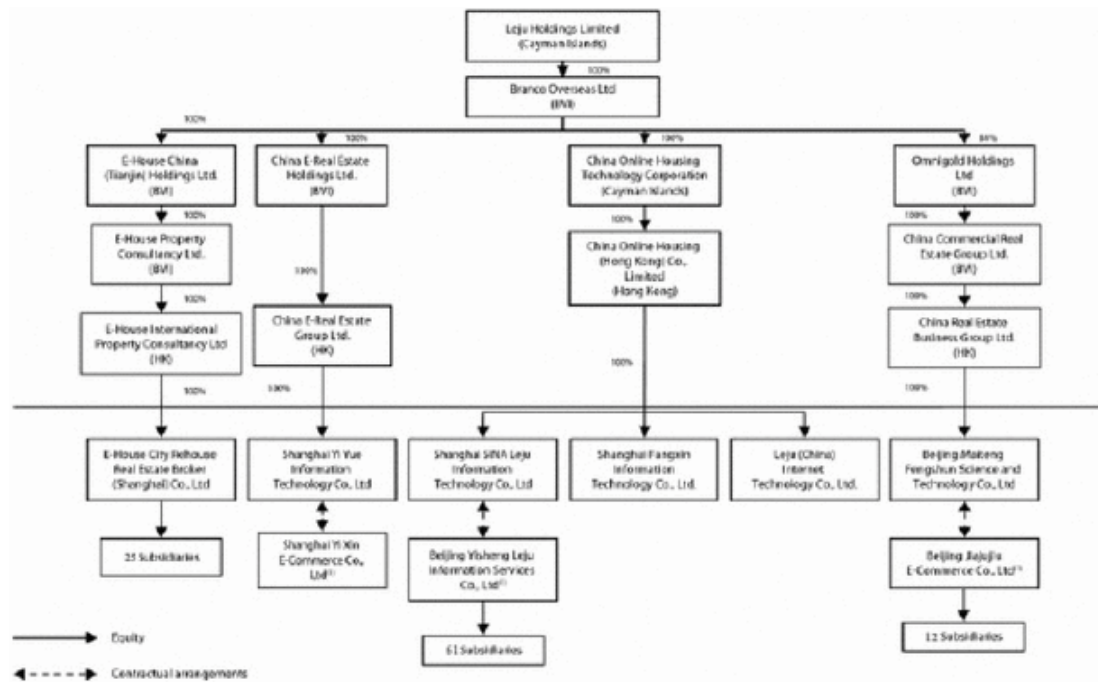 Leju Holdings Limited
(Cayman Islands)
100%
Branco Overseas Ltd
(BVI)
100%
100%
100%
84%
E-House China
(Tianjin) Holdings Ltd.
(BVI)
China E-Real Estate
Holdings Ltd.
(BVI)
China Online Housing
Technology Corporation
(Cayman Islands)
Omnigold Holdings
Ltd
(BVI)
100%
100%
100%
E-House Property
Consultancy Ltd.
(BVI)
China Online Housing
(Hong Kong) Co.,
Limited
(Hong Kong)
China Commercial Real
Estate Group Ltd.
(BVI)
100%
100%
100%
E-House International
Property Consultancy Ltd
(HK)
China E-Real Estate
Group Ltd.
(HK)
China Real Estate
Business Group Ltd.
(HK)
100%
100%
100%
100%
E-House City Rehouse
Real Estate Broker
(Shanghai) Co., Ltd
Shanghai Yi Yue
Information
Technology Co., Ltd
Shanghai SINA Leju
Information
Technology Co., Ltd
Shanghai Fangxin
Information
Technology Co., Ltd.
Leju (China)
Internet
Technology Co., Ltd.
Beijing Maiteng
Fengshun Science and
Technology Co., Ltd
25 Subsidiaries
Shanghai Yi Xin
E-Commerce Co.,
Ltd
Beijing Yisheng Leju
Information Services
Co., Ltd
Beijing Jiajujiu
E-Commerce Co., Ltd
61 Subsidiaries
12 Subsidiaries
Equity
Contractual arrangements